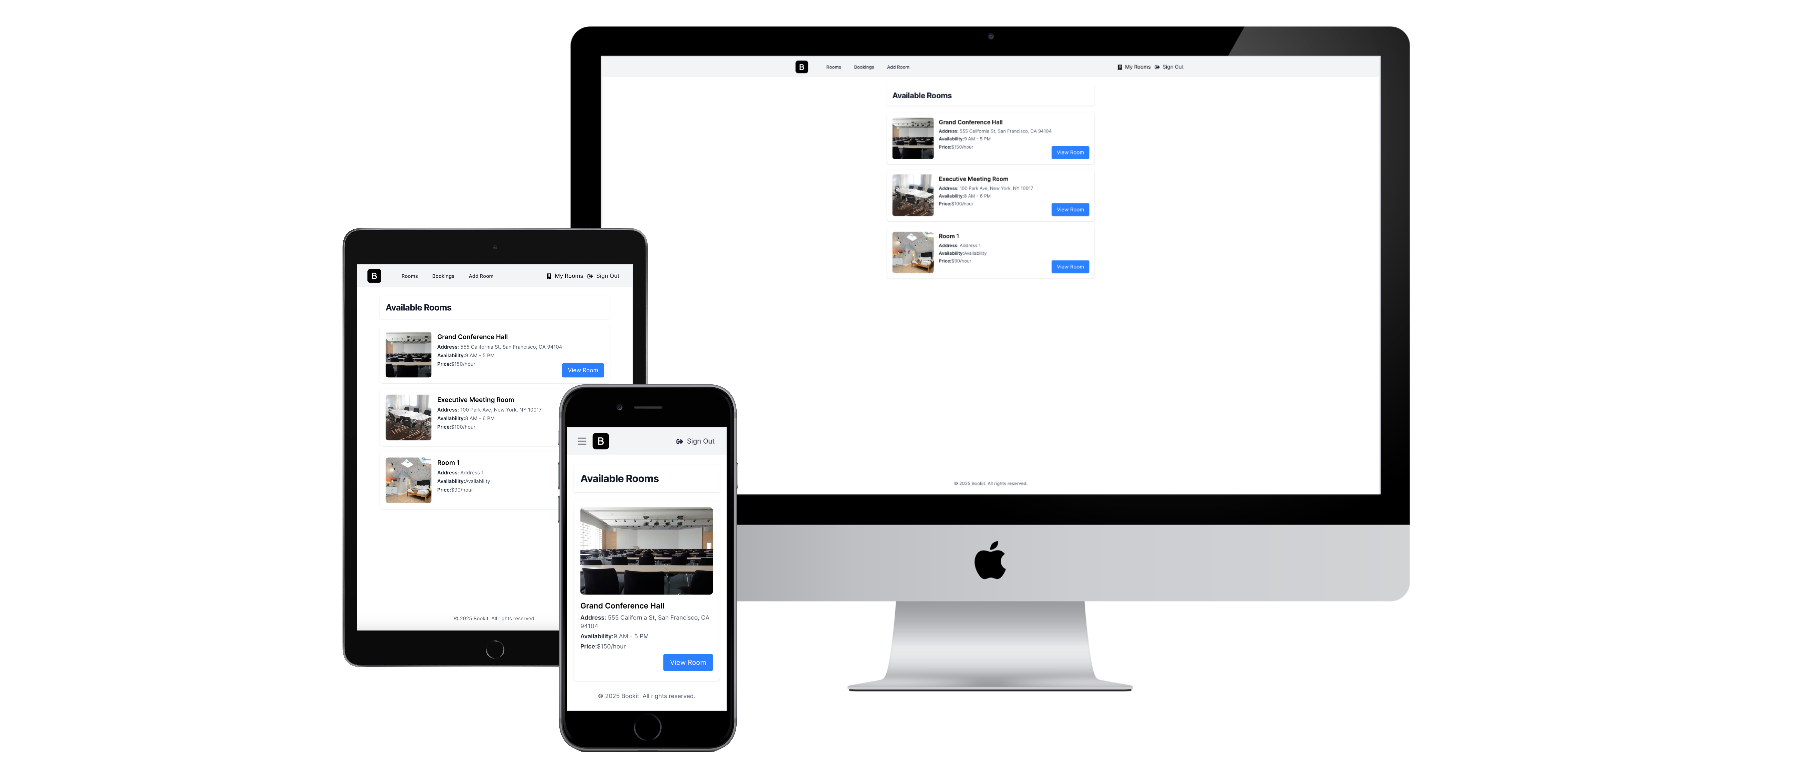 B Rooms Bookings Add Room My Rooms Sign Out
Available Rooms
Grand Conference Hall
Address: 555 California St, San Francisco, CA 94104
Availability:9 AM - 5 PM
Price:$150/hour
View Room
Executive Meeting Room
Address: 100 Park Ave, New York, NY 10017
Availability:8 AM - 6 PM
Price:$100/hour
View Room
Room 1
Address: Address 1
Availability:Availability
Price:$90/hour
View Room
© 2025 Bookit. All rights reserved.
B Rooms Bookings Add Room My Rooms Sign Out
Available Rooms
Grand Conference Hall
Address: 555 California St, San Francisco, CA 94104
Availability:9 AM - 5 PM
Price:$150/hour
View Room
Executive Meeting Room
Address: 100 Park Ave, New York, NY 10017
Availability:8 AM - 6 PM
Price:$100/hour
Room 1
Address: Address 1
Availability:Availability
Price:$90/hour
© 2025 Bookit. All rights reserved.
B Sign Out
Available Rooms
Grand Conference Hall
Address: 555 California St, San Francisco, CA
94104
Availability:9 AM - 5 PM
Price:$150/hour
View Room
© 2025 Bookit. All rights reserved.